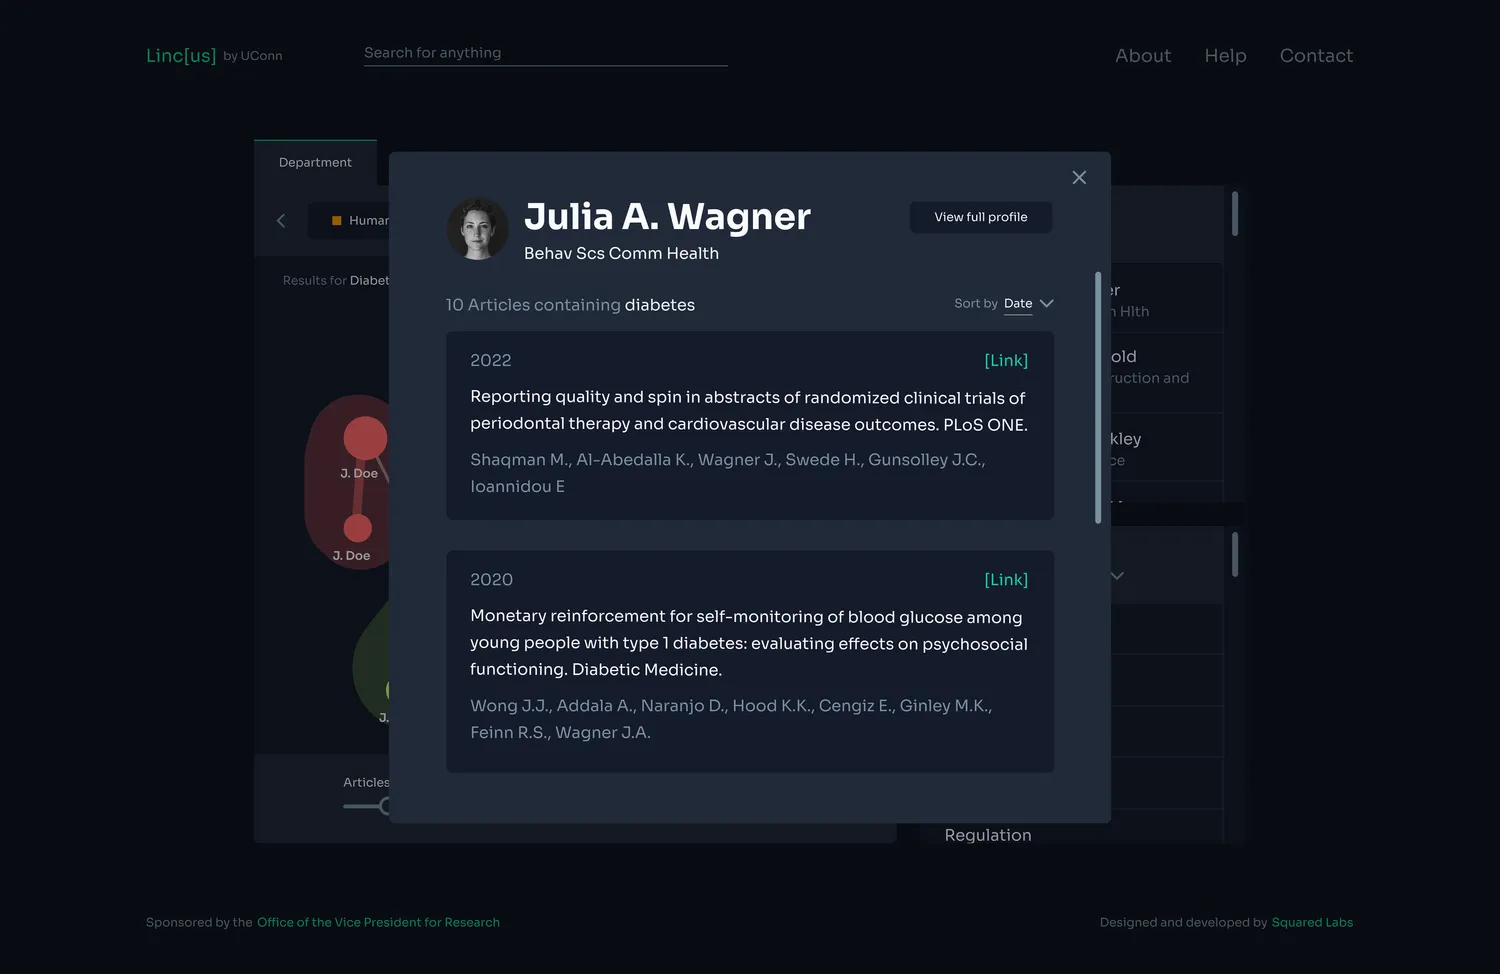 Linc[us] by UConn
Search for anything
About Help Contact
Department
Human
Results for Diabet
J. Doe
J. Doe
J.
Articles
Julia A. Wagner
View full profile
Behav Scs Comm Health
10 Articles containing diabetes
Sort by Date
2022 [Link]
Reporting quality and spin in abstracts of randomized clinical trials of
periodontal therapy and cardiovascular disease outcomes. PLoS ONE.
Shaqman M., Al-Abedalla K., Wagner J., Swede H., Gunsolley J.C.,
Ioannidou E
2020 [Link]
Monetary reinforcement for self-monitoring of blood glucose among
young people with type 1 diabetes: evaluating effects on psychosocial
functioning. Diabetic Medicine.
Wong J.J., Addala A., Naranjo D., Hood K.K., Cengiz E., Ginley M.K.,
Feinn R.S., Wagner J.A.
er
n Hlth
old
ruction and
kley
ce
Regulation
Sponsored by the Office of the Vice President for Research
Designed and developed by Squared Labs